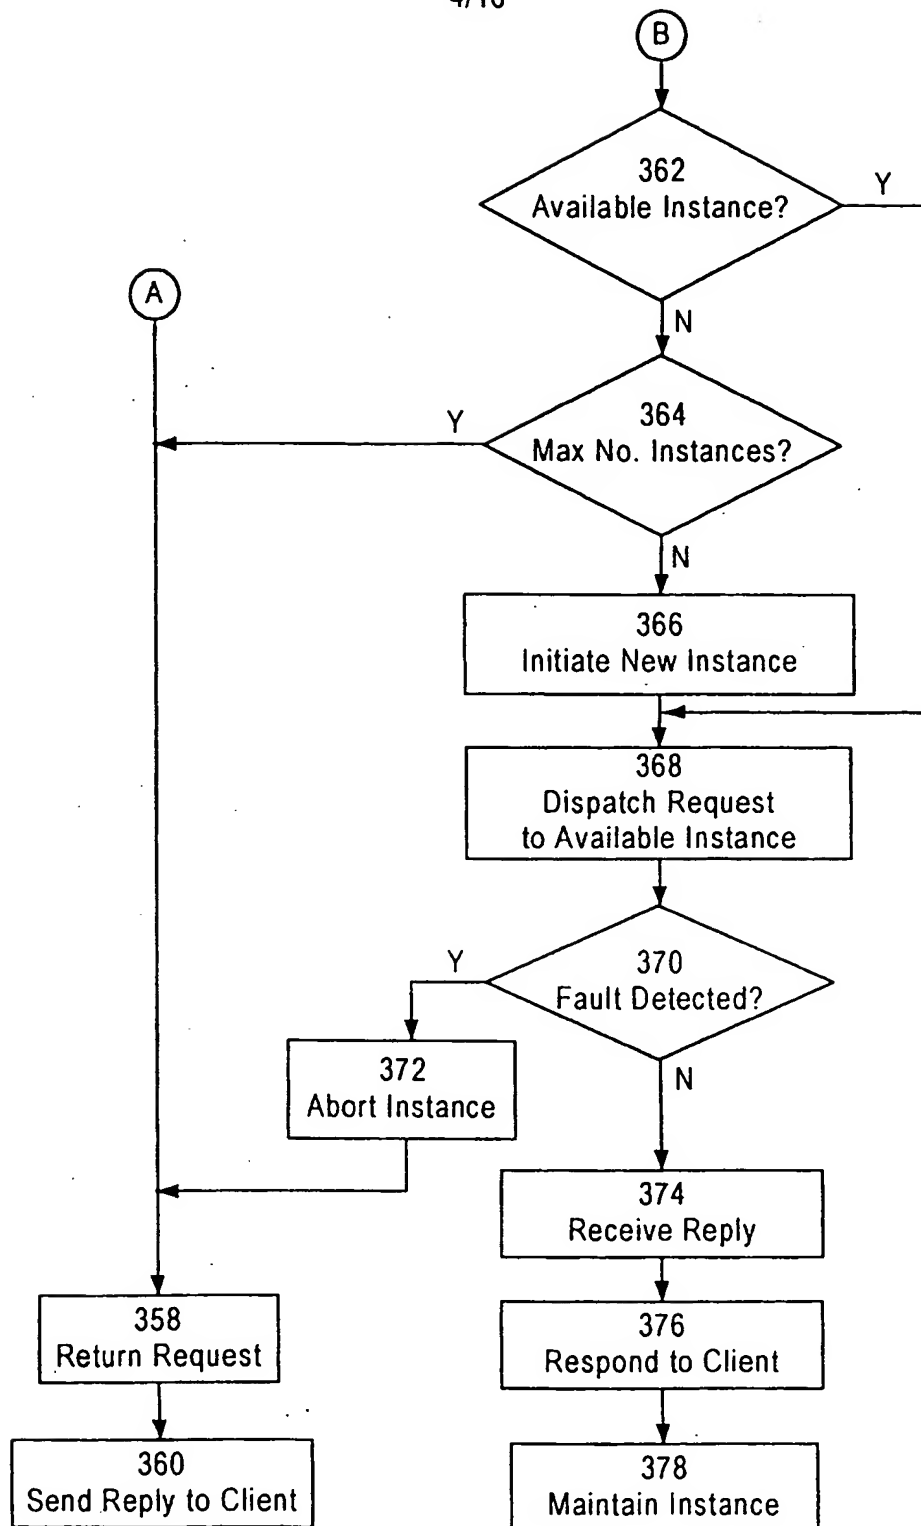 B
362
Available Instance?
Y
A
N
364
Max No. Instances?
Y
N
366
Initiate New Instance
368
Dispatch Request
to Available Instance
370
Fault Detected?
Y
N
372
Abort Instance
374
Receive Reply
358
Return Request
376
Respond to Client
360
Send Reply to Client
378
Maintain Instance